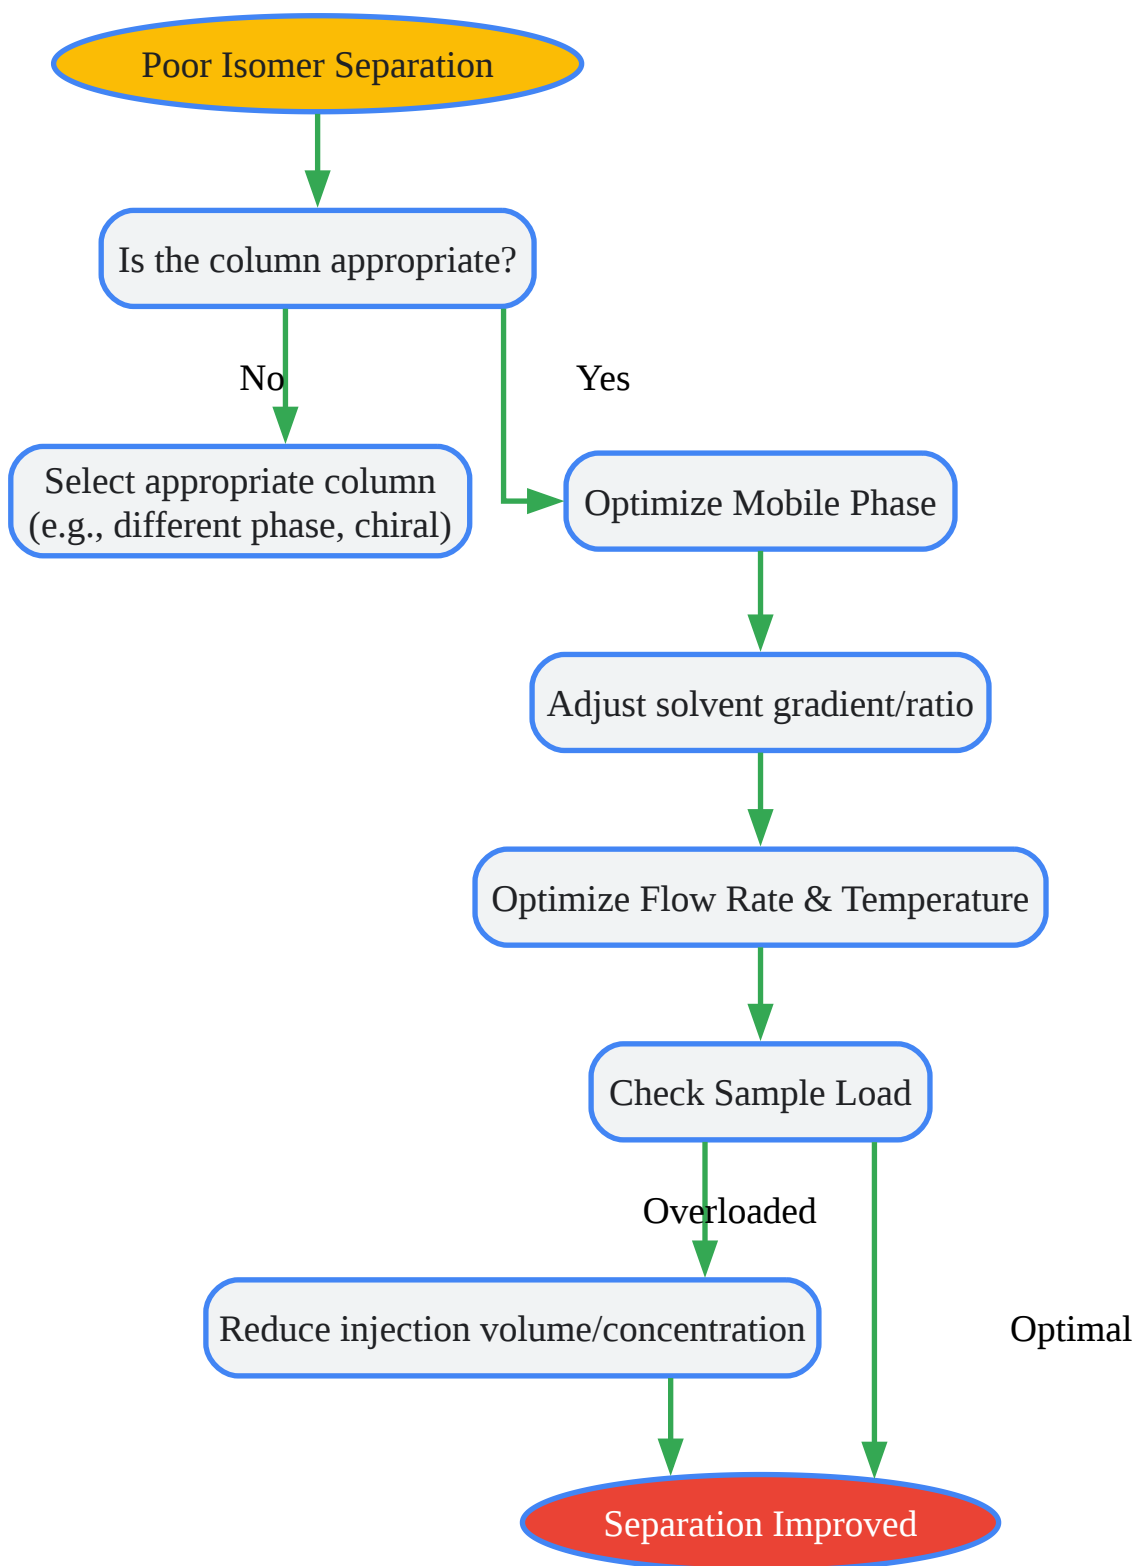 Poor Isomer Separation
Is the column appropriate?
No
Yes
Select appropriate column
(e.g., different phase, chiral)
Optimize Mobile Phase
Adjust solvent gradient/ratio
Optimize Flow Rate & Temperature
Check Sample Load
Overloaded
Reduce injection volume/concentration
Optimal
Separation Improved